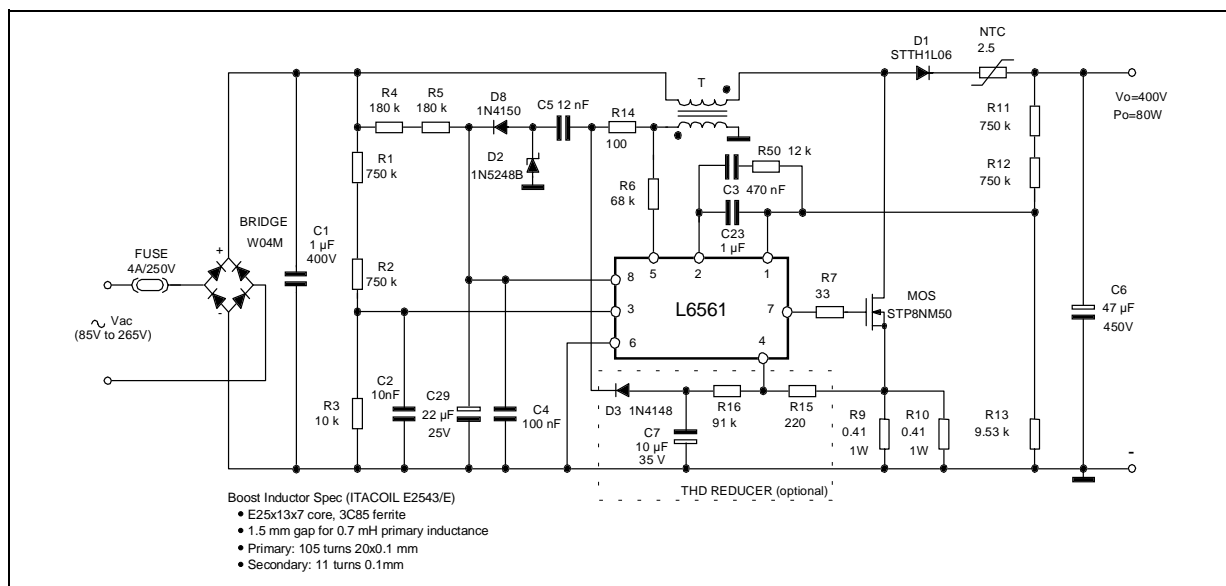 D1
STTH1L06
NTC
2.5
T
R4
180 k
R5
180 k
D8
1N4150
C5 12 nF
R14
100
Vo=400V
Po=80W
R11
750 k
D2
1N5248B
R50 12 k
R1
750 k
R6
68 k
C3 470 nF
R12
750 k
C23
1 µF
BRIDGE
W04M
C1
1 µF
400V
FUSE
4A/250V
+
-
R2
750 k
5
2
1
8
3
6
L6561
7
4
R7
33
MOS
STP8NM50
C6
47 µF
450V
Vac
(85V to 265V)
C2
10nF
C29
22 µF
25V
C4
100 nF
R3
10 k
D3 1N4148
R16
91 k
R15
220
C7
10 µF
35 V
R9
0.41
1W
R10
0.41
1W
R13
9.53 k
-
THD REDUCER (optional)
Boost Inductor Spec (ITACOIL E2543/E)
• E25x13x7 core, 3C85 ferrite
• 1.5 mm gap for 0.7 mH primary inductance
• Primary: 105 turns 20x0.1 mm
• Secondary: 11 turns 0.1mm